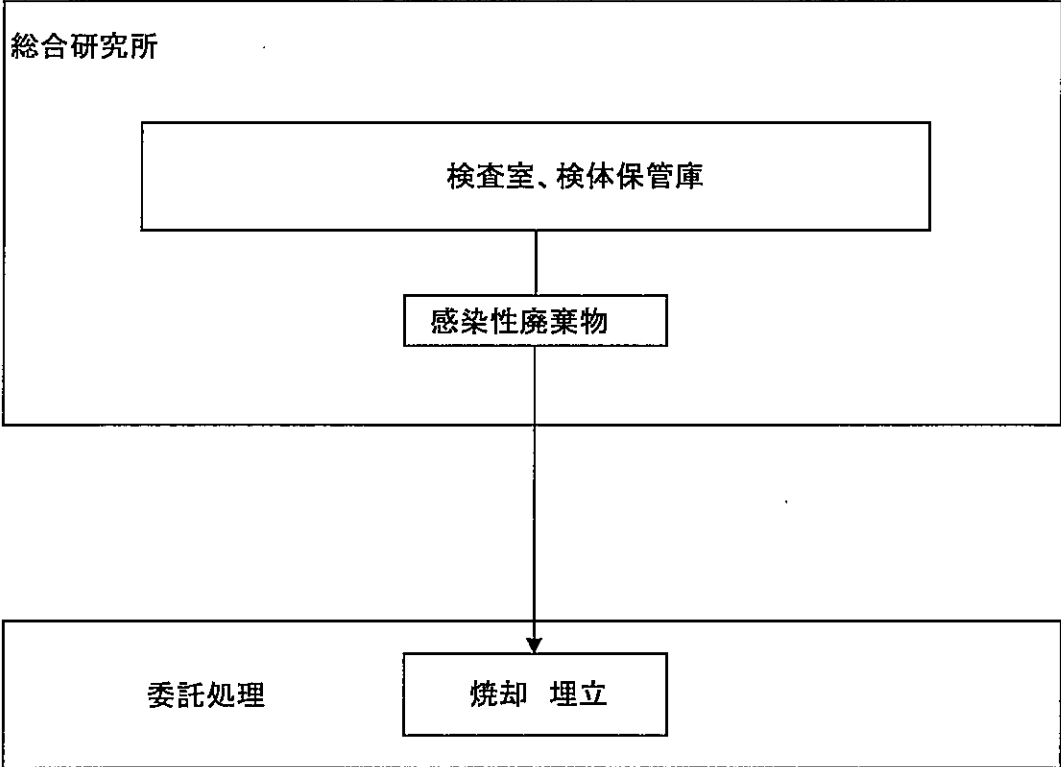 総合研究所
検査室、検体保管庫
感染性廃棄物
委託処理
焼却 埋立